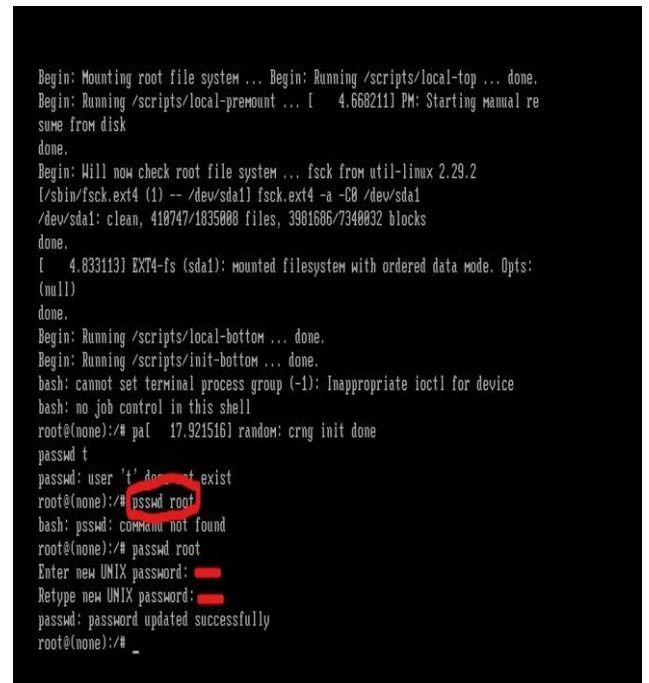 Begin: Mounting root file system ... Begin: Running /scripts/local-top ... done.
Begin: Running /scripts/local-premount ... [    4.668211] PM: Starting manual re
sume from disk
done.
Begin: Will now check root file system ... fsck from util-linux 2.29.2
[/sbin/fsck.ext4 (1) -- /dev/sda1] fsck.ext4 -a -C0 /dev/sda1
/dev/sda1: clean, 410747/1835008 files, 3981686/7340032 blocks
done.
[    4.833113] EXT4-fs (sda1): mounted filesystem with ordered data mode. Opts:
(null)
done.
Begin: Running /scripts/local-bottom ... done.
Begin: Running /scripts/init-bottom ... done.
bash: cannot set terminal process group (-1): Inappropriate ioctl for device
bash: no job control in this shell
root@(none):/# pa[   17.921516] random: crng init done
passwd t
passwd: user 't' does not exist
root@(none):/# psswd root
bash: psswd: command not found
root@(none):/# passwd root
Enter new UNIX password:
Retype new UNIX password:
passwd: password updated successfully
root@(none):/# _